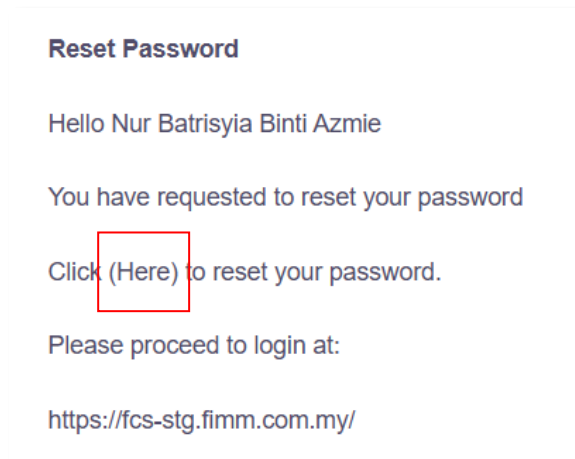 Reset Password
Hello Nur Batrisyia Binti Azmie
You have requested to reset your password
Click (Here) to reset your password.
Please proceed to login at:
https://fcs-stg.fimm.com.my/